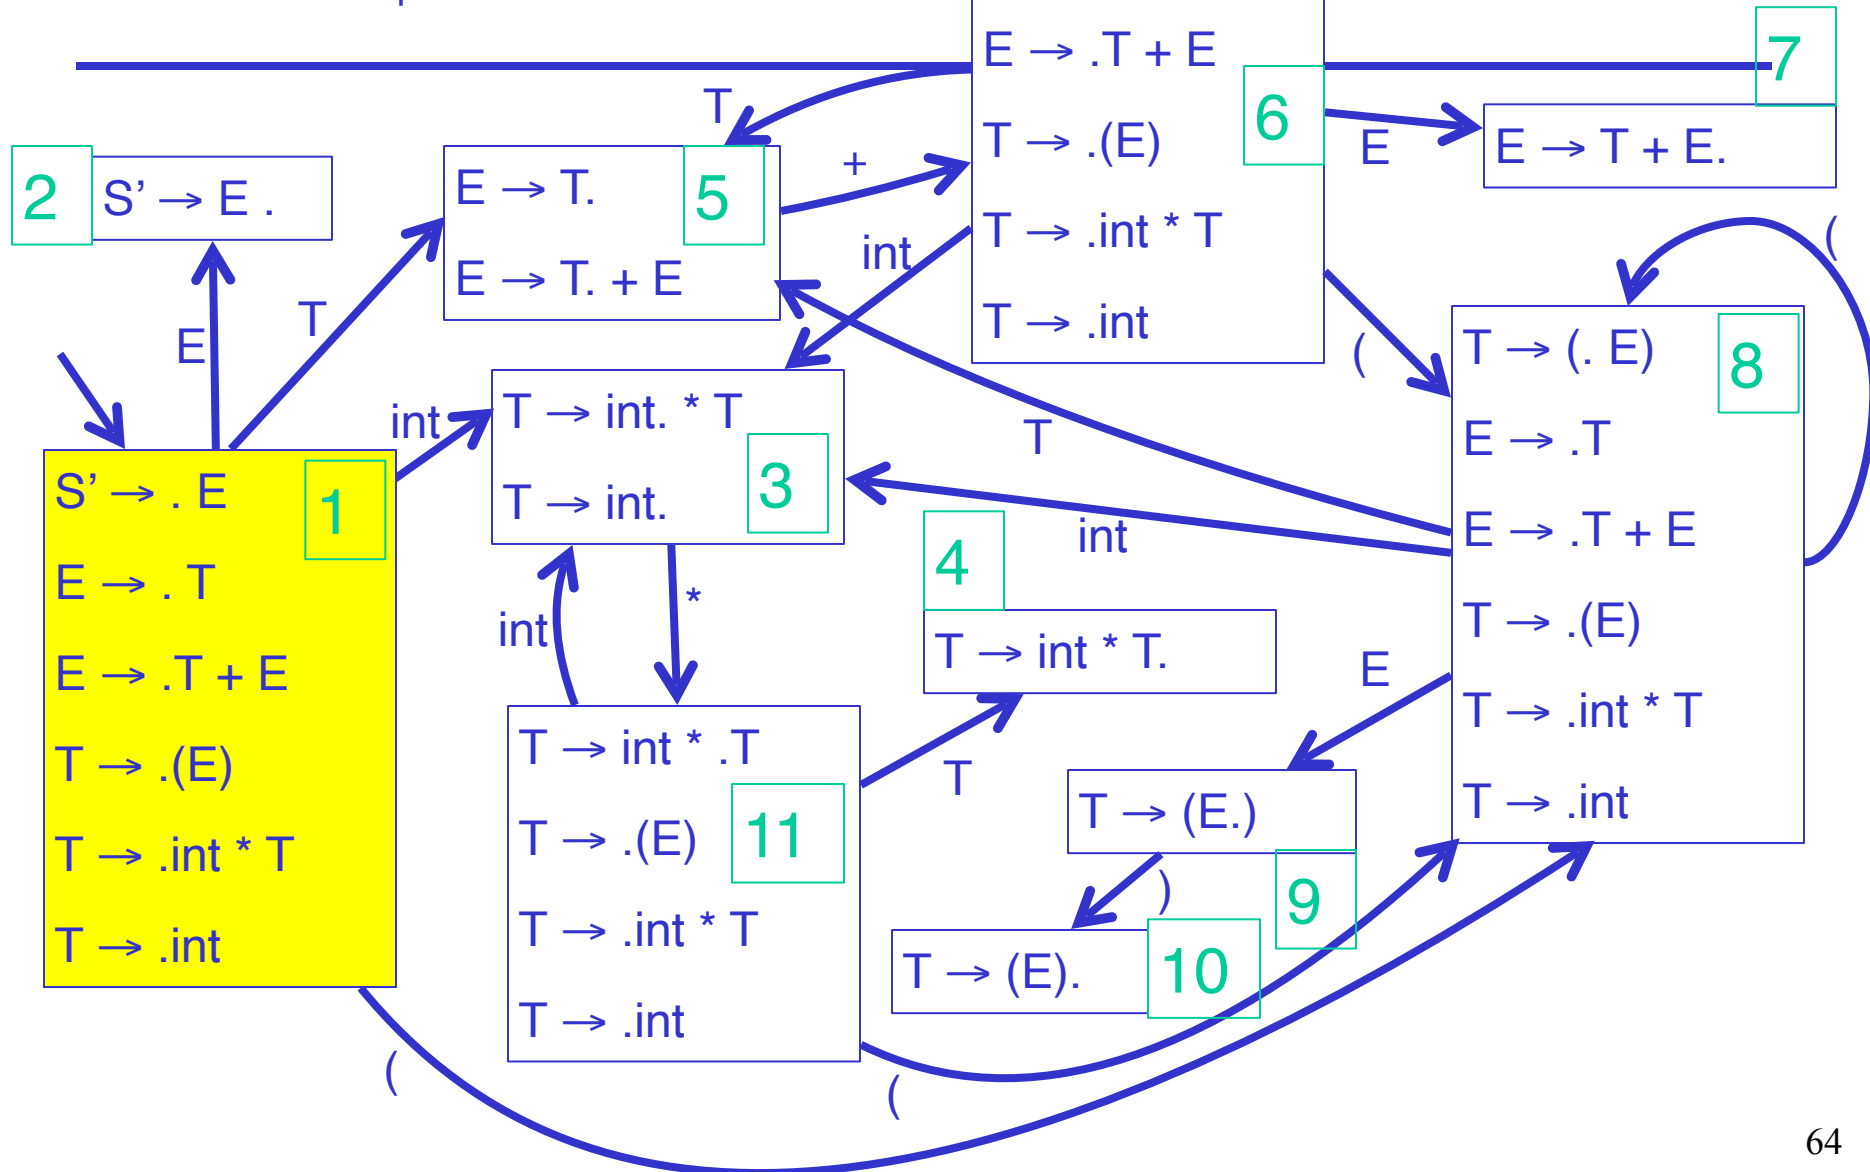 E → .T + E
T → .(E)
T → .int * T
T → .int
6
7
E → T + E.
E
T
+
int
(
2
S’ → E .
E
T
E → T.
E → T. + E
5
int
T → int. * T
T → int.
3
T
int
(
T → (. E)
E → .T
E → .T + E
T → .(E)
T → .int * T
T → .int
8
S’ → . E
E → . T
E → .T + E
T → .(E)
T → .int * T
T → .int
1
int
*
4
T → int * T.
T
E
T → int * .T
T → .(E)
T → .int * T
T → .int
11
T → (E.)
9
)
T → (E).
10
(
(
64